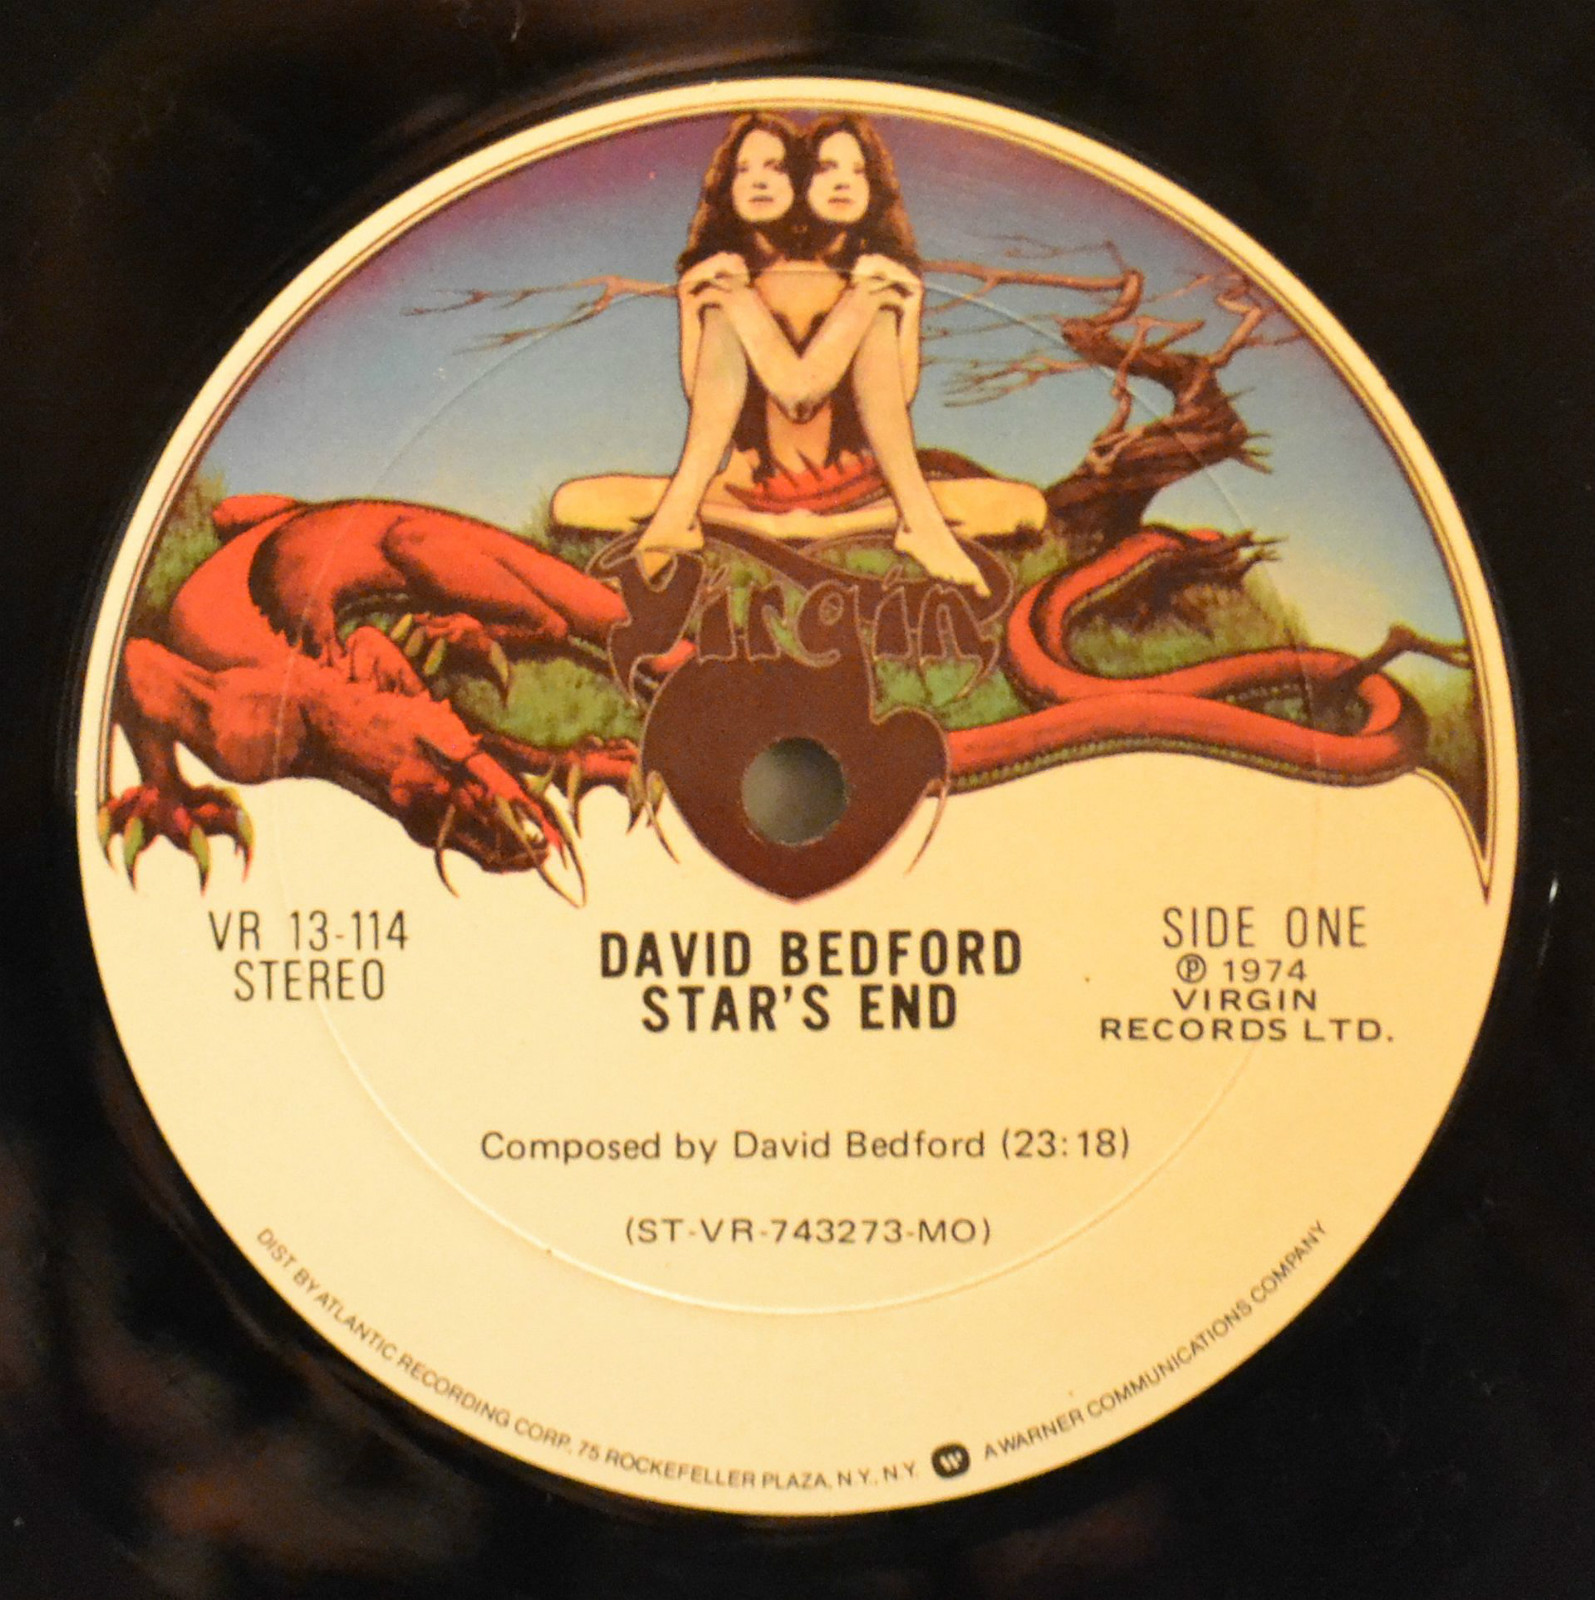 Virgin
VR 13-114
STEREO
DAVID BEDFORD
STAR'S END
SIDE ONE
Ⓟ 1974
VIRGIN
RECORDS LTD.
Composed by David Bedford (23:18)
(ST-VR-743273-MO)
DIST BY ATLANTIC RECORDING CORP., 75 ROCKEFELLER PLAZA, N.Y., N.Y. W A WARNER COMMUNICATIONS COMPANY